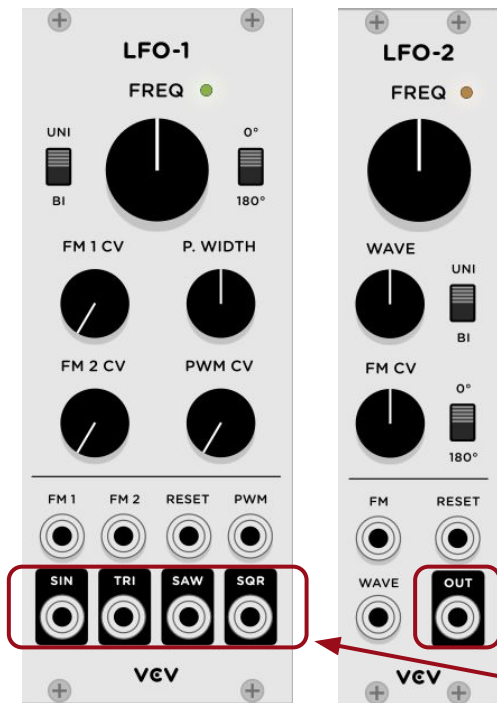 LFO-1
FREQ
UNI
0°
BI
180°
FM 1 CV P. WIDTH
FM 2 CV PWM CV
FM 1 FM 2 RESET PWM
SIN TRI SAW SQR
VCV
LFO-2
FREQ
WAVE
UNI
BI
FM CV
0°
180°
FM RESET
WAVE OUT
VCV